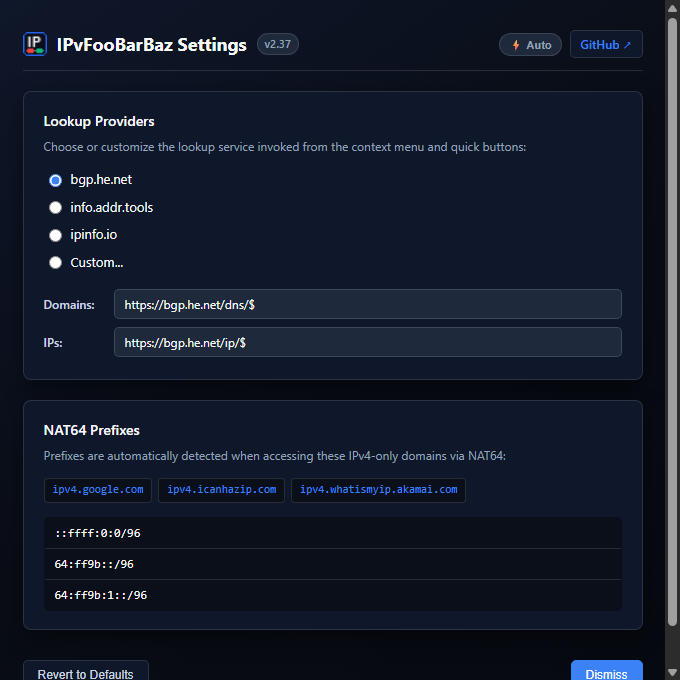 IP
IPvFooBarBaz Settings v2.37 Auto GitHub ↗
Lookup Providers
Choose or customize the lookup service invoked from the context menu and quick buttons:
bgp.he.net
info.addr.tools
ipinfo.io
Custom...
Domains: https://bgp.he.net/dns/$
IPs: https://bgp.he.net/ip/$
NAT64 Prefixes
Prefixes are automatically detected when accessing these IPv4-only domains via NAT64:
ipv4.google.com ipv4.icanhazip.com ipv4.whatismyip.akamai.com
::ffff:0:0/96
64:ff9b::/96
64:ff9b:1::/96
Revert to Defaults Dismiss